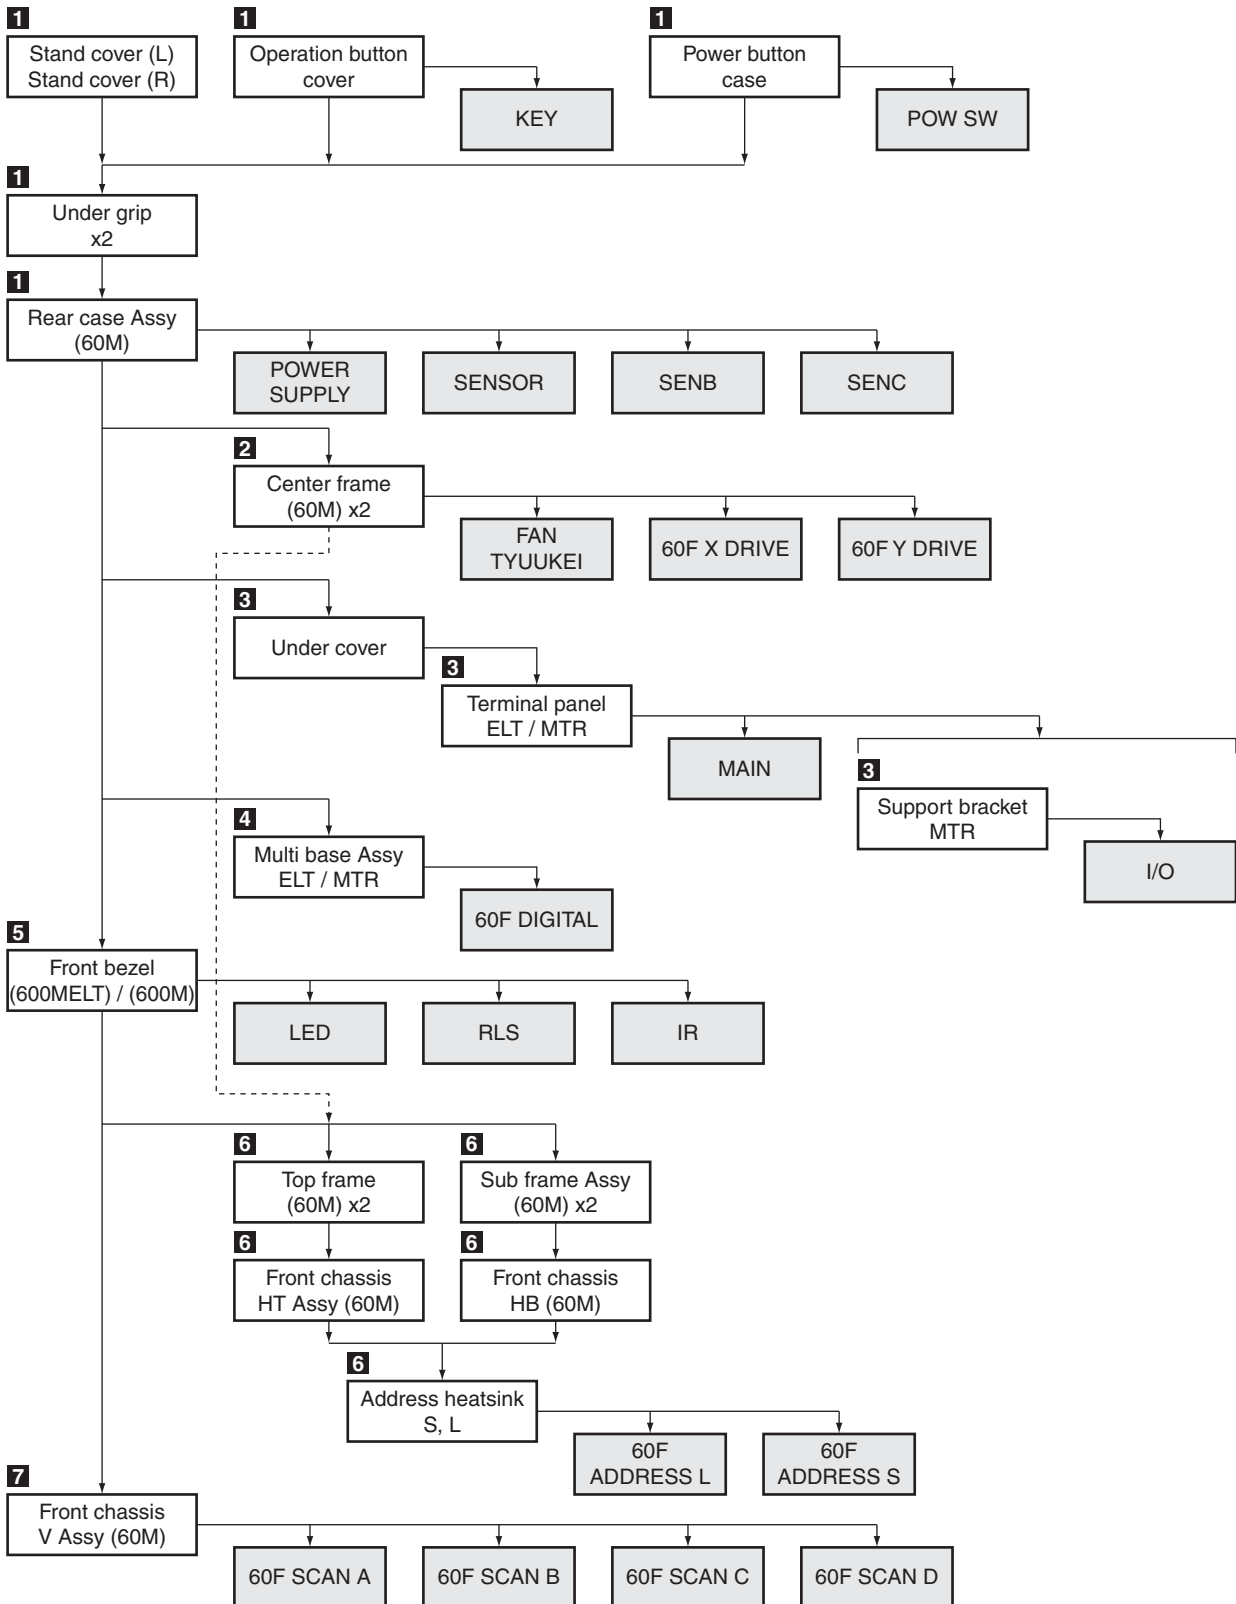 1
Stand cover (L)
Stand cover (R)
1
Operation button
cover
KEY
1
Power button
case
POW SW
1
Under grip
x2
1
Rear case Assy
(60M)
POWER
SUPPLY
SENSOR
SENB
SENC
2
Center frame
(60M) x2
FAN
TYUUKEI
60F X DRIVE
60F Y DRIVE
3
Under cover
3
Terminal panel
ELT / MTR
MAIN
3
Support bracket
MTR
I/O
4
Multi base Assy
ELT / MTR
60F DIGITAL
5
Front bezel
(600MELT) / (600M)
LED
RLS
IR
6
Top frame
(60M) x2
6
Sub frame Assy
(60M) x2
6
Front chassis
HT Assy (60M)
6
Front chassis
HB (60M)
6
Address heatsink
S, L
60F
ADDRESS L
60F
ADDRESS S
7
Front chassis
V Assy (60M)
60F SCAN A
60F SCAN B
60F SCAN C
60F SCAN D